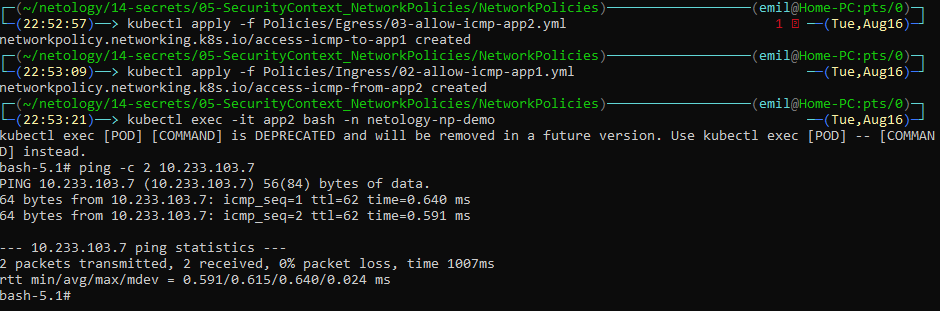 ┌─(~/netology/14-secrets/05-SecurityContext_NetworkPolicies/NetworkPolicies)──(emil@Home-PC:pts/0)─┐
└─(22:52:57)──> kubectl apply -f Policies/Egress/03-allow-icmp-app2.yml 1 ──(Tue,Aug16)─┘
networkpolicy.networking.k8s.io/access-icmp-to-app1 created
┌─(~/netology/14-secrets/05-SecurityContext_NetworkPolicies/NetworkPolicies)──(emil@Home-PC:pts/0)─┐
└─(22:53:09)──> kubectl apply -f Policies/Ingress/02-allow-icmp-app1.yml ──(Tue,Aug16)─┘
networkpolicy.networking.k8s.io/access-icmp-from-app2 created
┌─(~/netology/14-secrets/05-SecurityContext_NetworkPolicies/NetworkPolicies)──(emil@Home-PC:pts/0)─┐
└─(22:53:21)──> kubectl exec -it app2 bash -n netology-np-demo ──(Tue,Aug16)─┘
kubectl exec [POD] [COMMAND] is DEPRECATED and will be removed in a future version. Use kubectl exec [POD] -- [COMMAN
D] instead.
bash-5.1# ping -c 2 10.233.103.7
PING 10.233.103.7 (10.233.103.7) 56(84) bytes of data.
64 bytes from 10.233.103.7: icmp_seq=1 ttl=62 time=0.640 ms
64 bytes from 10.233.103.7: icmp_seq=2 ttl=62 time=0.591 ms

--- 10.233.103.7 ping statistics ---
2 packets transmitted, 2 received, 0% packet loss, time 1007ms
rtt min/avg/max/mdev = 0.591/0.615/0.640/0.024 ms
bash-5.1#